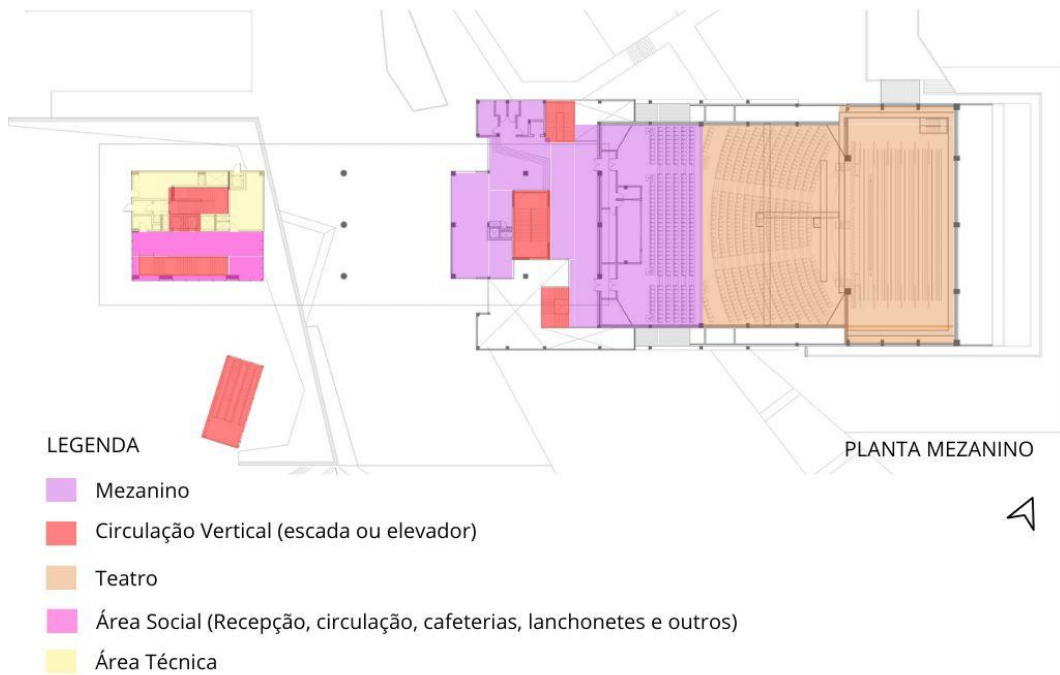 LEGENDA
PLANTA MEZANINO
Mezanino
Circulação Vertical (escada ou elevador)
Teatro
Área Social (Recepção, circulação, cafeterias, lanchonetes e outros)
Área Técnica